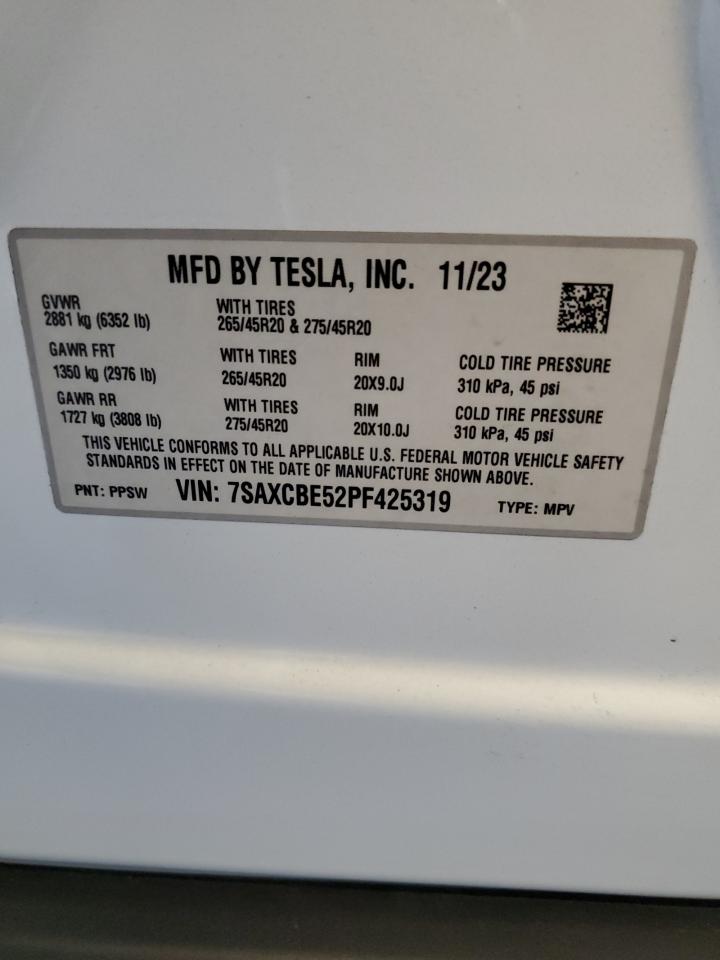 MFD BY TESLA, INC. 11/23
GVWR
2881 kg (6352 lb)
WITH TIRES
265/45R20 & 275/45R20
GAWR FRT
1350 kg (2976 lb)
WITH TIRES
265/45R20
RIM
20X9.0J
COLD TIRE PRESSURE
310 kPa, 45 psi
GAWR RR
1727 kg (3808 lb)
WITH TIRES
275/45R20
RIM
20X10.0J
COLD TIRE PRESSURE
310 kPa, 45 psi
THIS VEHICLE CONFORMS TO ALL APPLICABLE U.S. FEDERAL MOTOR VEHICLE SAFETY
STANDARDS IN EFFECT ON THE DATE OF MANUFACTURE SHOWN ABOVE.
PNT: PPSW VIN: 7SAXCBE52PF425319 TYPE: MPV